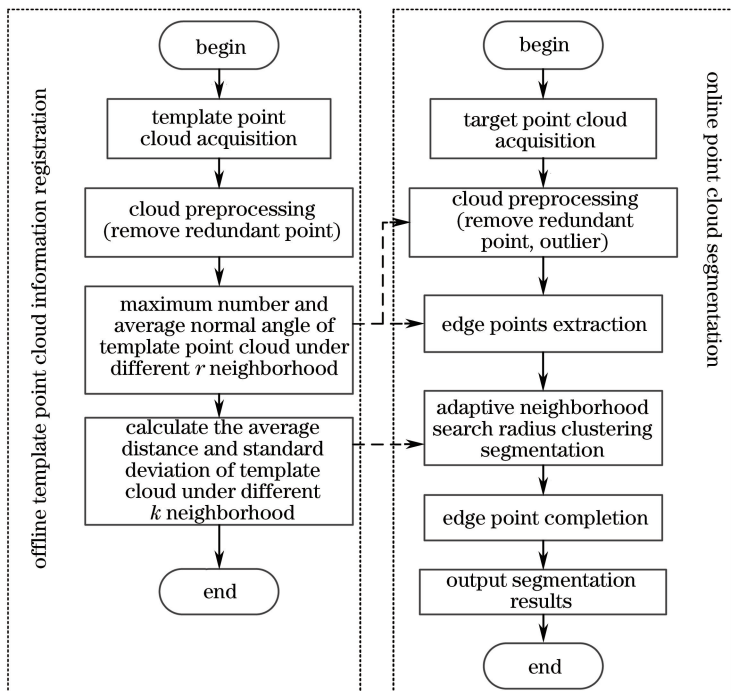 offline template point cloud information registration
begin
template point
cloud acquisition
cloud preprocessing
(remove redundant point)
maximum number and
average normal angle of
template point cloud under
different r neighborhood
calculate the average
distance and standard
deviation of template
cloud under different
k neighborhood
end
begin
target point cloud
acquisition
cloud preprocessing
(remove redundant
point, outlier)
edge points extraction
adaptive neighborhood
search radius clustering
segmentation
edge point completion
output segmentation
results
end
online point cloud segmentation